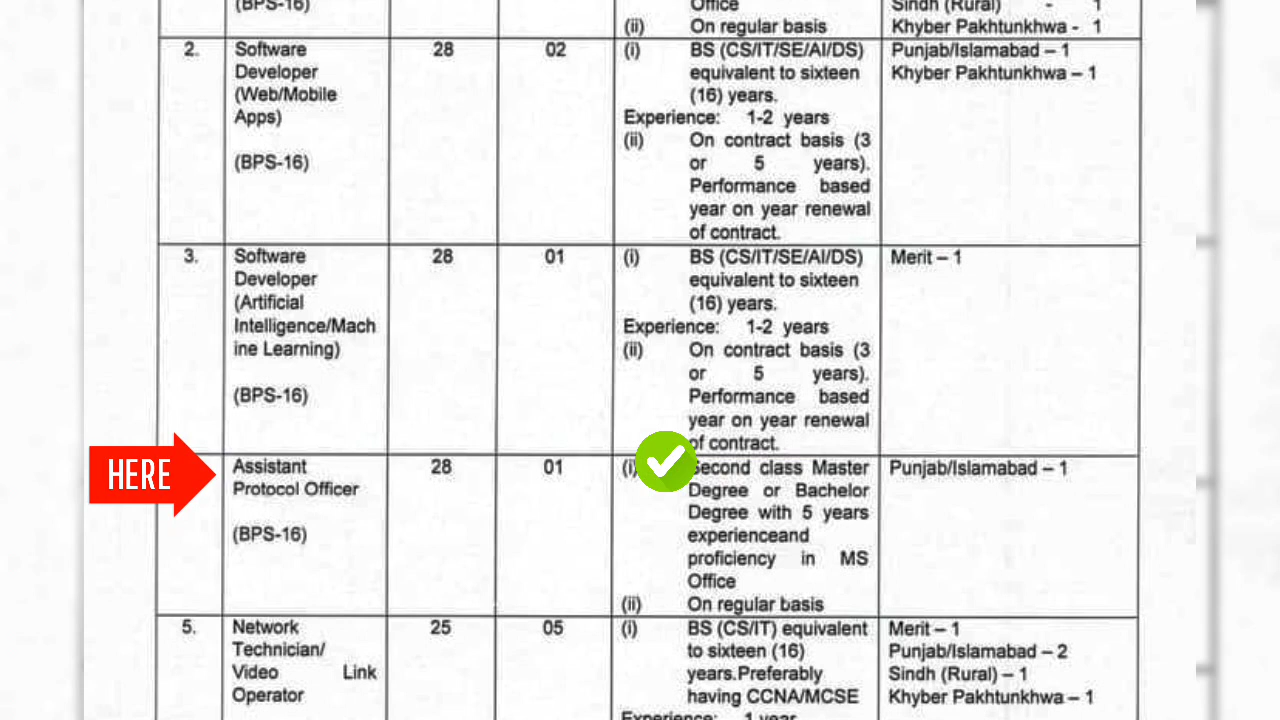 (BPS-16)
Office
(ii) On regular basis
Sindh (Rural) - 1
Khyber Pakhtunkhwa - 1
2.
Software
Developer
(Web/Mobile
Apps)
(BPS-16)
28
02
(i) BS (CS/IT/SE/AI/DS)
equivalent to sixteen
(16) years.
Experience: 1-2 years
(ii) On contract basis (3
or 5 years).
Performance based
year on year renewal
of contract.
Punjab/Islamabad – 1
Khyber Pakhtunkhwa – 1
3.
Software
Developer
(Artificial
Intelligence/Mach
ine Learning)
(BPS-16)
28
01
(i) BS (CS/IT/SE/AI/DS)
equivalent to sixteen
(16) years.
Experience: 1-2 years
(ii) On contract basis (3
or 5 years).
Performance based
year on year renewal
of contract.
Merit – 1
HERE
Assistant
Protocol Officer
(BPS-16)
28
01
(i) Second class Master
Degree or Bachelor
Degree with 5 years
experienceand
proficiency in MS
Office
(ii) On regular basis
Punjab/Islamabad – 1
5.
Network
Technician/
Video Link
Operator
25
05
(i) BS (CS/IT) equivalent
to sixteen (16)
years.Preferably
having CCNA/MCSE
Experience: 1 year
Merit – 1
Punjab/Islamabad – 2
Sindh (Rural) – 1
Khyber Pakhtunkhwa – 1